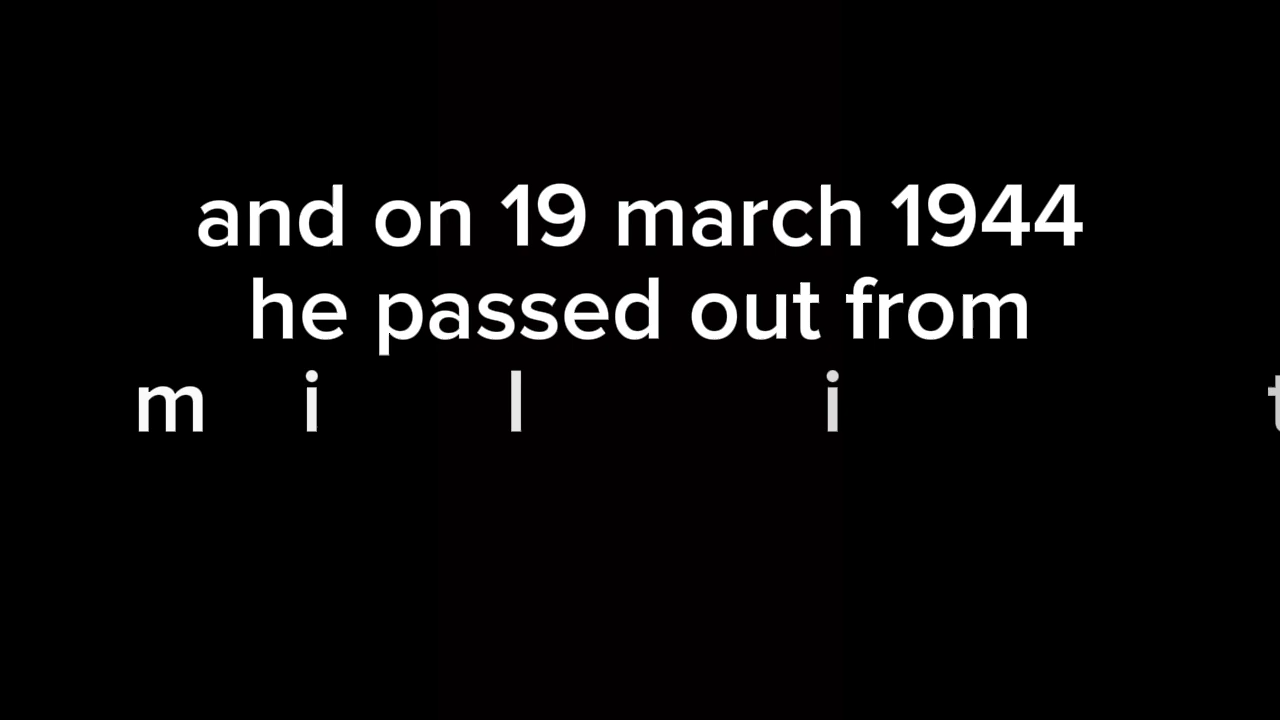 and on 19 march 1944
he passed out from
m i l i t